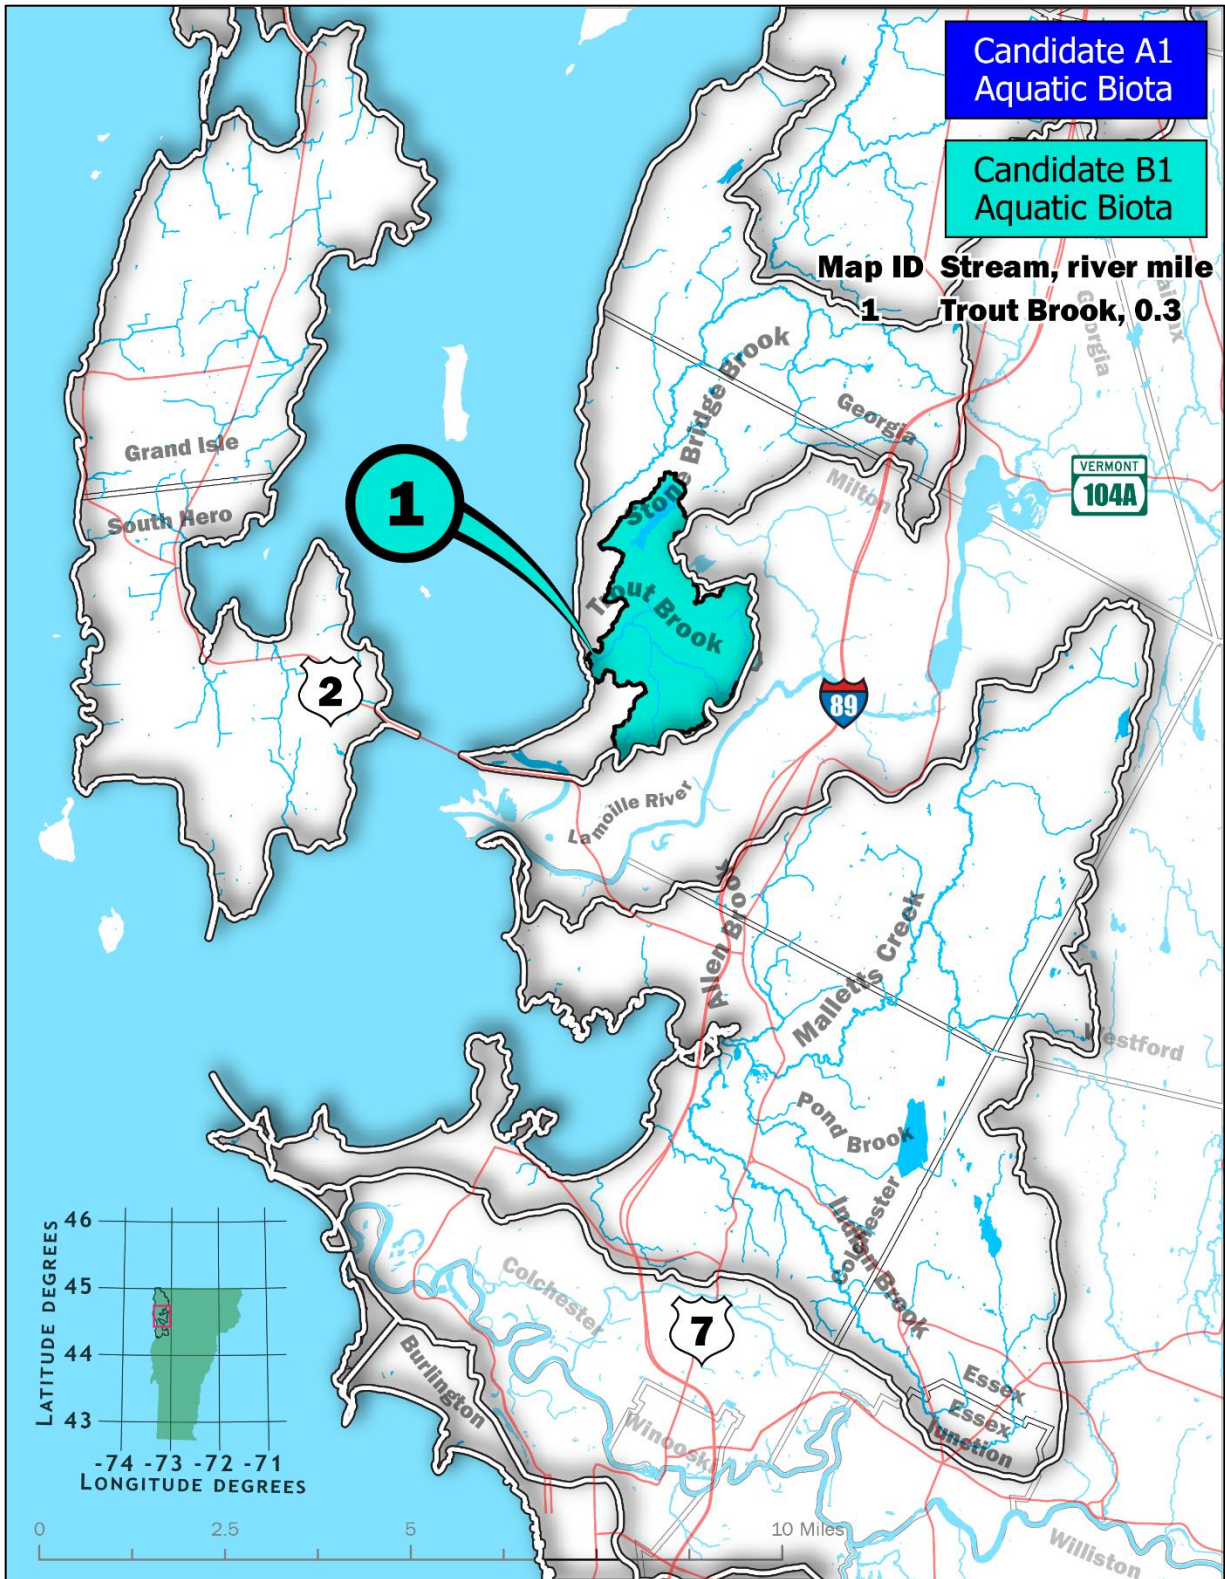 Candidate A1
Aquatic Biota
Candidate B1
Aquatic Biota
Map ID Stream, river mile
1 Trout Brook, 0.3
Georgia
Stone Bridge Brook
Georgia
Milton
VERMONT
104A
Grand Isle
South Hero
1
Trout Brook
2
89
Lamoille River
Allen Brook
Malletts Creek
Westford
Pond Brook
Colchester
Indian Brook
Colchester
7
Burlington
Winooski
Essex
Essex
Junction
Williston
LATITUDE DEGREES
46
45
44
43
-74 -73 -72 -71
LONGITUDE DEGREES
0 2.5 5 10 Miles